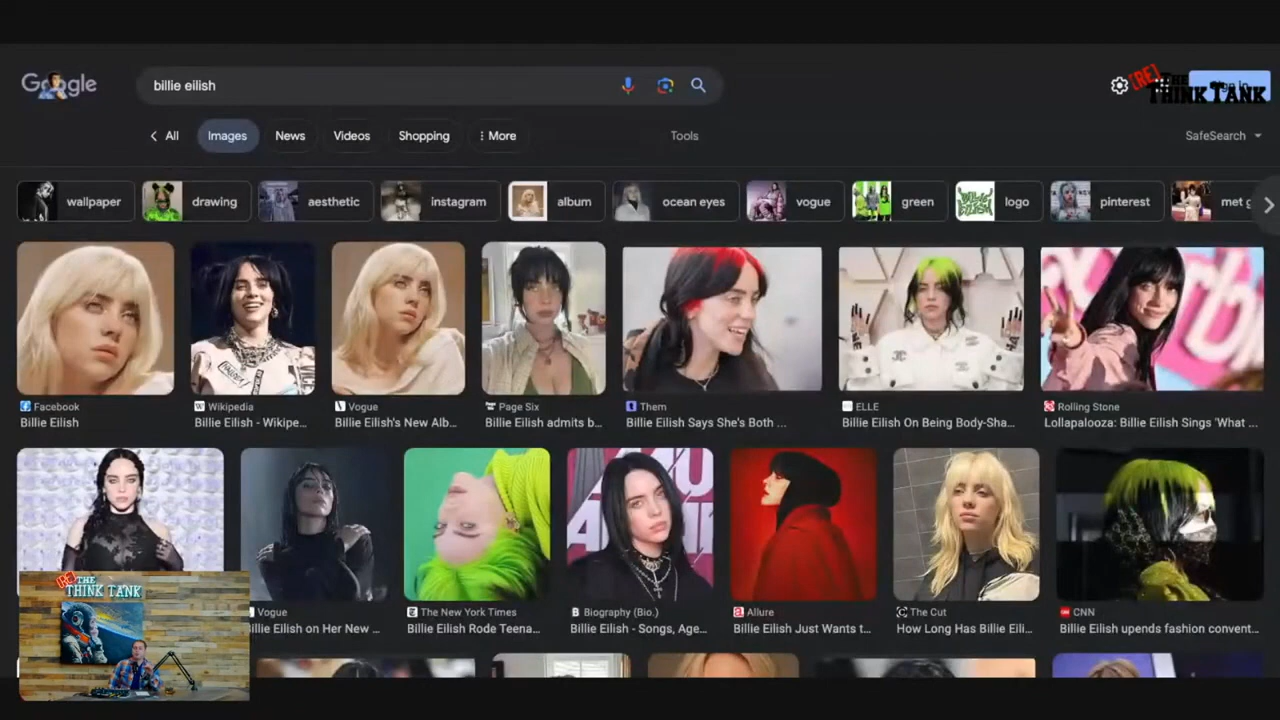 Google
billie eilish
[RE] THE
THINK TANK
All
Images
News
Videos
Shopping
More
Tools
SafeSearch
wallpaper
drawing
aesthetic
instagram
album
ocean eyes
vogue
green
logo
pinterest
met g
Facebook
Billie Eilish
Wikipedia
Billie Eilish - Wikipe...
Vogue
Billie Eilish's New Alb...
Page Six
Billie Eilish admits b...
Them
Billie Eilish Says She's Both ...
ELLE
Billie Eilish On Being Body-Sha...
Rolling Stone
Lollapalooza: Billie Eilish Sings 'What ...
Vogue
illie Eilish on Her New ...
The New York Times
Billie Eilish Rode Teena...
Biography (Bio.)
Billie Eilish - Songs, Age...
Allure
Billie Eilish Just Wants t...
The Cut
How Long Has Billie Eili...
CNN
Billie Eilish upends fashion convent...
[RE] THE
THINK TANK